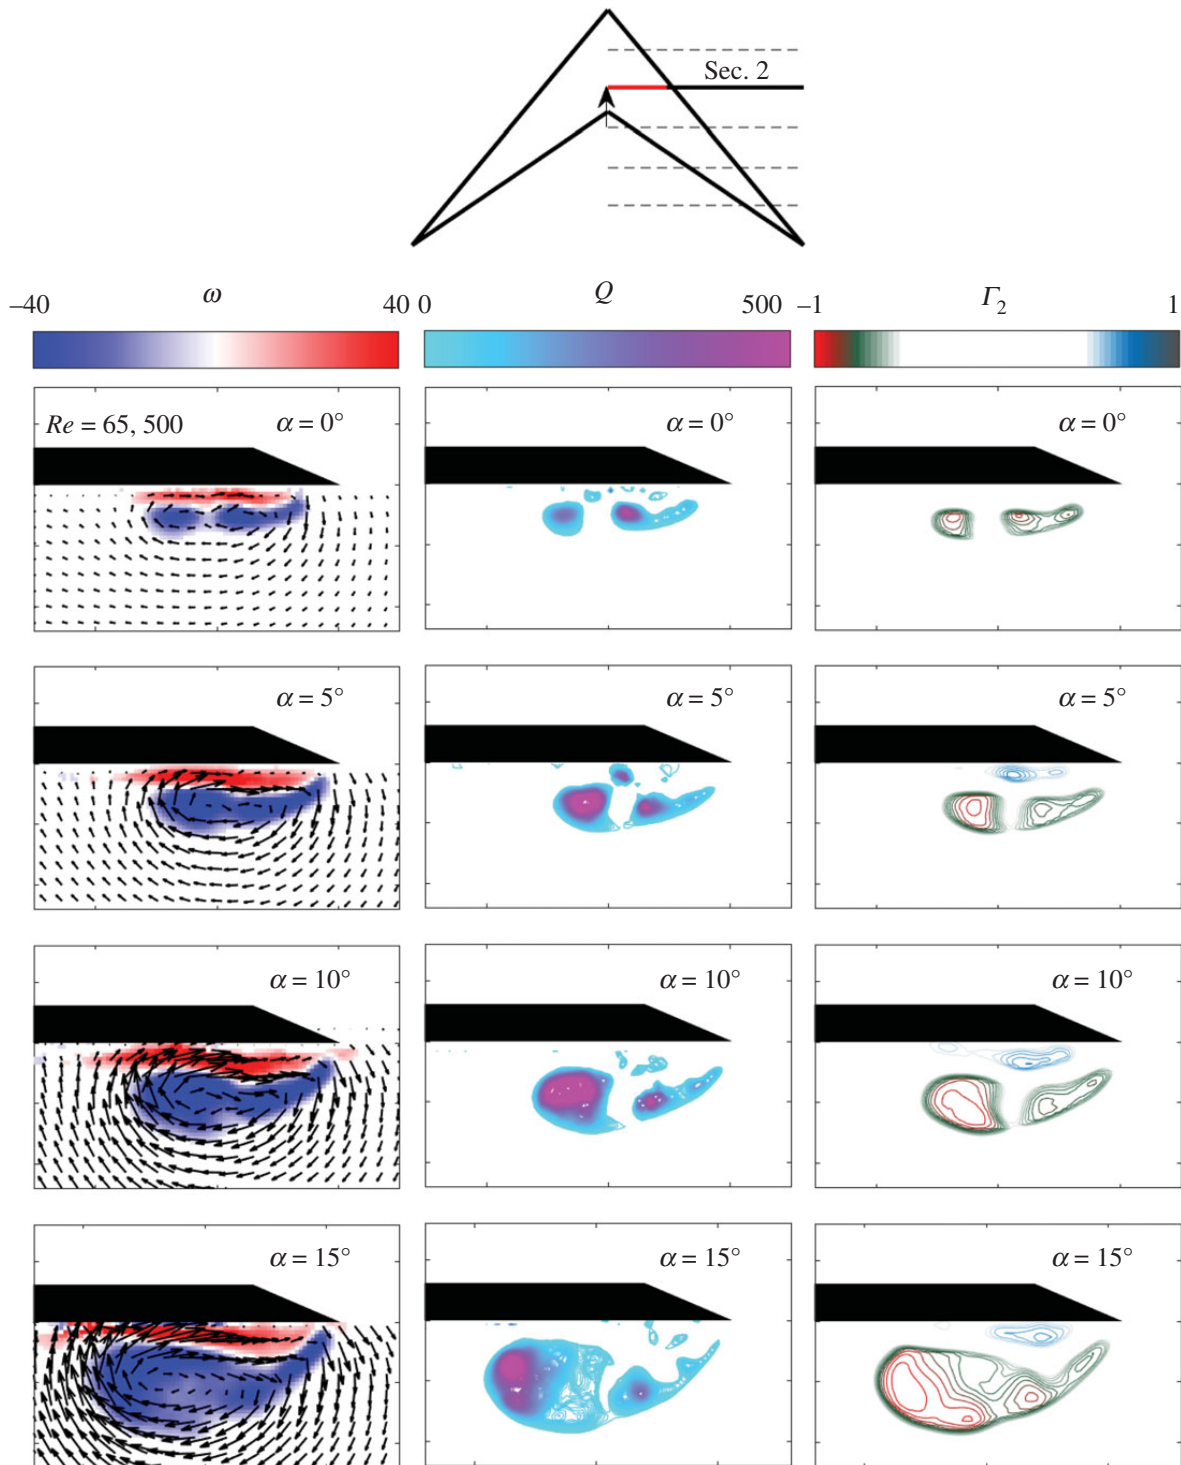 Sec. 2
ω Q Γ₂
–40 40 0 500 –1 1
Re = 65, 500 α = 0° α = 0° α = 0°
α = 5° α = 5° α = 5°
α = 10° α = 10° α = 10°
α = 15° α = 15° α = 15°